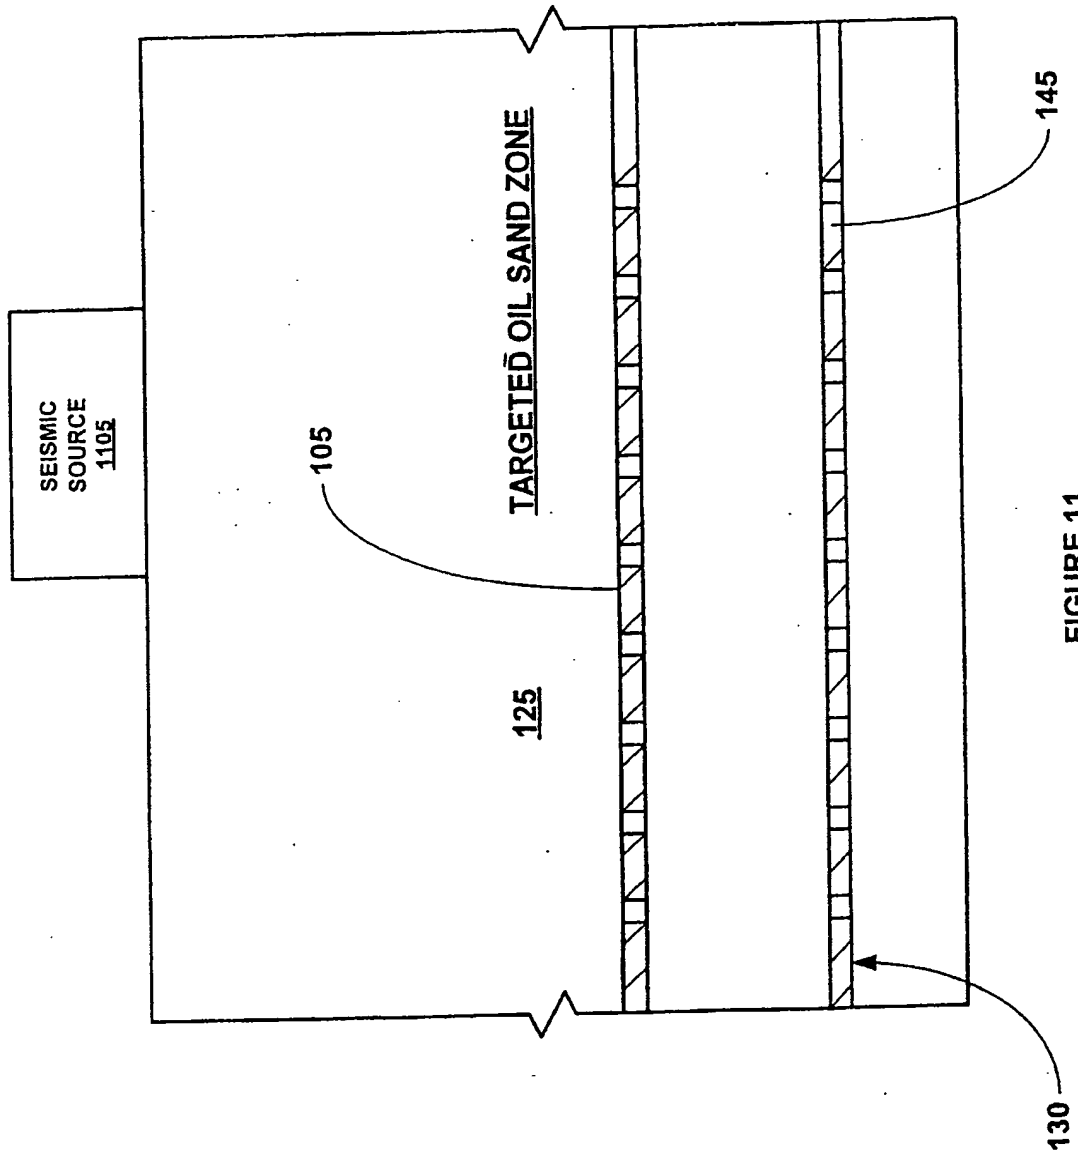 SEISMIC
SOURCE
1105
105
125
TARGETED OIL SAND ZONE
145
130
FIGURE 11